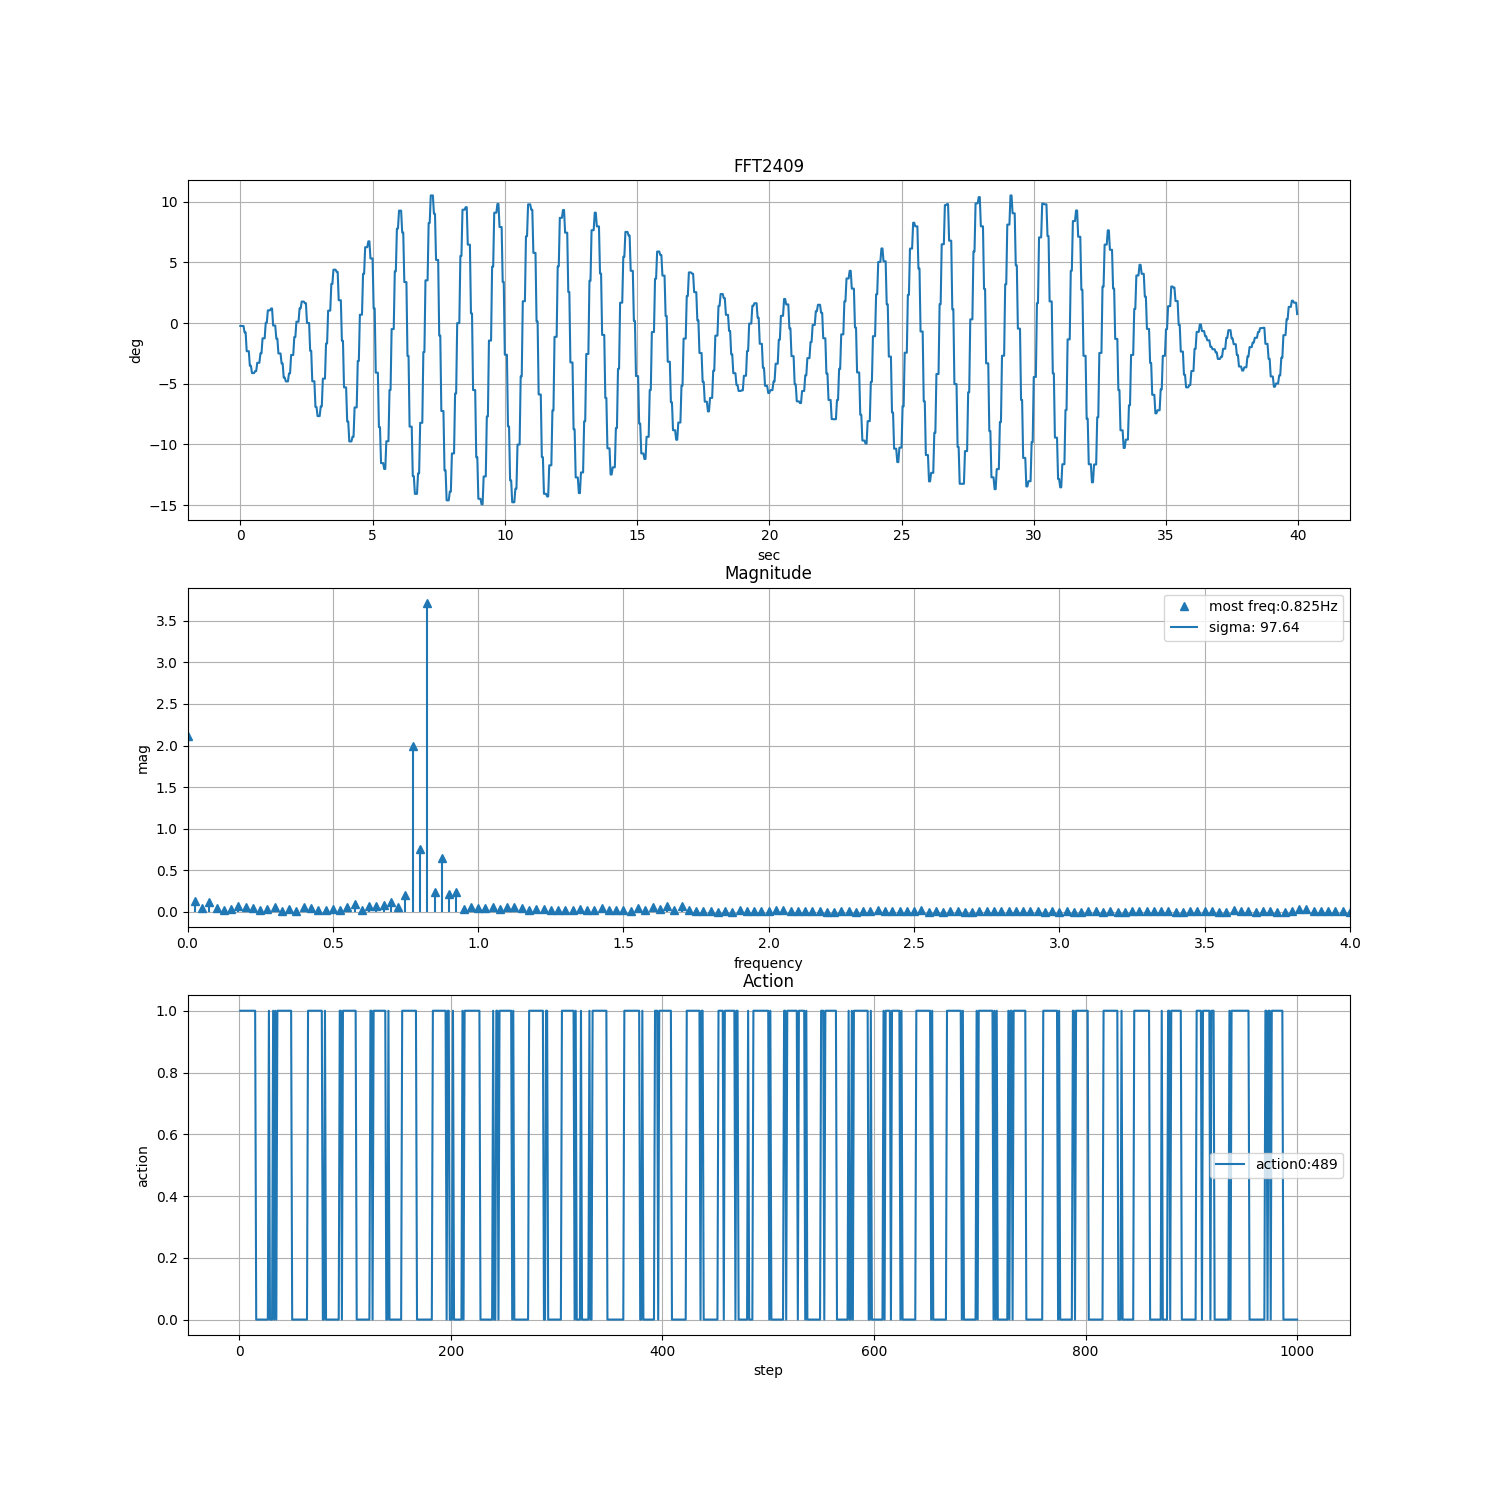 FFT2409
10
5
0
−5
−10
−15
deg
0 5 10 15 20 25 30 35 40
sec
Magnitude
most freq:0.825Hz
sigma: 97.64
3.5
3.0
2.5
2.0
1.5
1.0
0.5
0.0
mag
0.0 0.5 1.0 1.5 2.0 2.5 3.0 3.5 4.0
frequency
Action
1.0
0.8
0.6
0.4
0.2
0.0
action
action0:489
0 200 400 600 800 1000
step